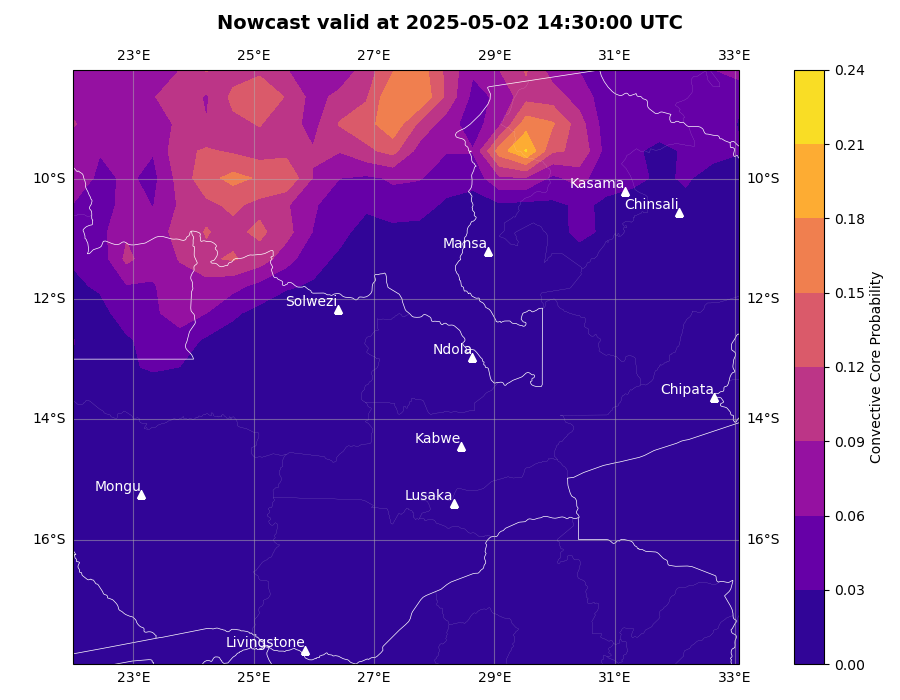 Nowcast valid at 2025-05-02 14:30:00 UTC
23°E 25°E 27°E 29°E 31°E 33°E
0.24
0.21
10°S Kasama 10°S
Chinsali
0.18
Mansa
12°S Solwezi 12°S
0.15
Ndola
0.12
Chipata
14°S 14°S
Kabwe
0.09
Convective Core Probability
Mongu Lusaka
0.06
16°S 16°S
0.03
Livingstone
0.00
23°E 25°E 27°E 29°E 31°E 33°E